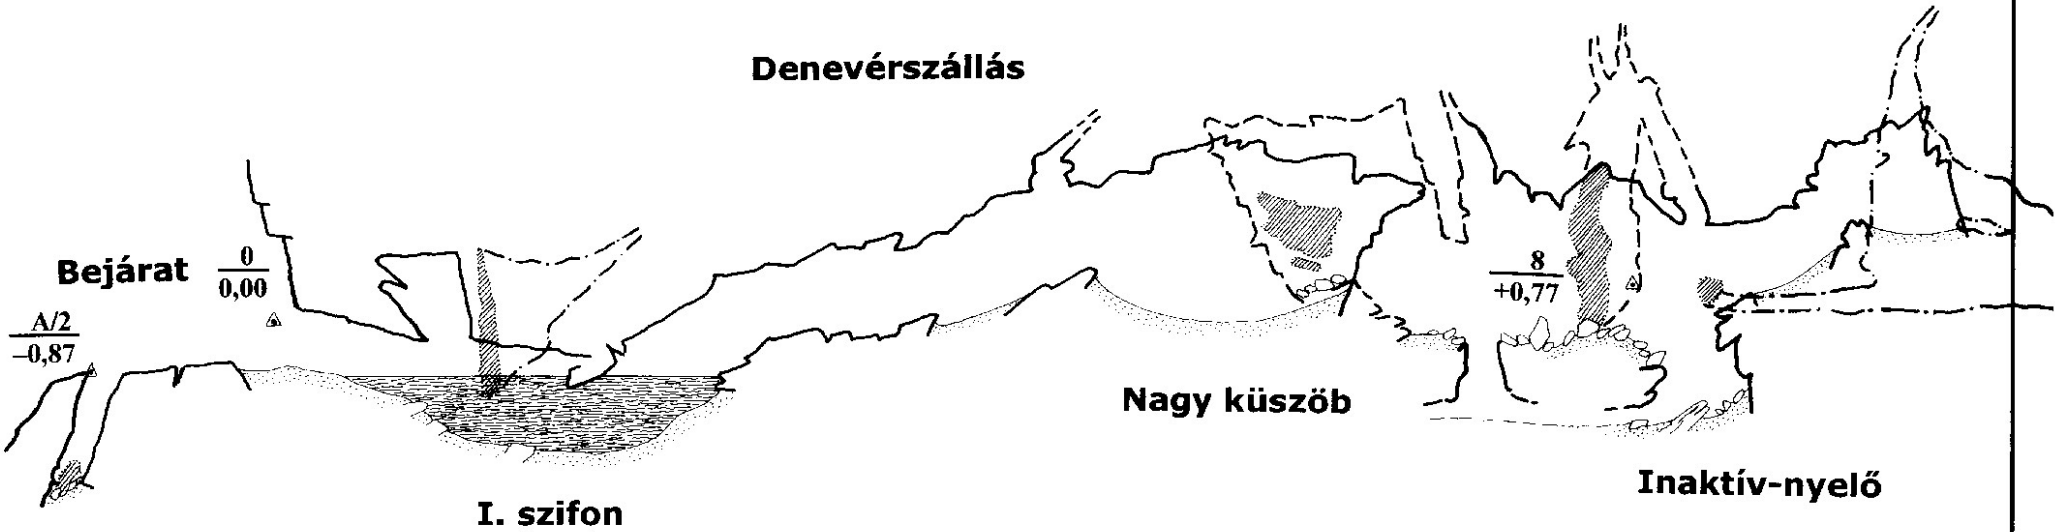 Denevérszállás
Bejárat
0
0,00
A/2
–0,87
8
+0,77
Nagy küszöb
Inaktív-nyelő
I. szifon